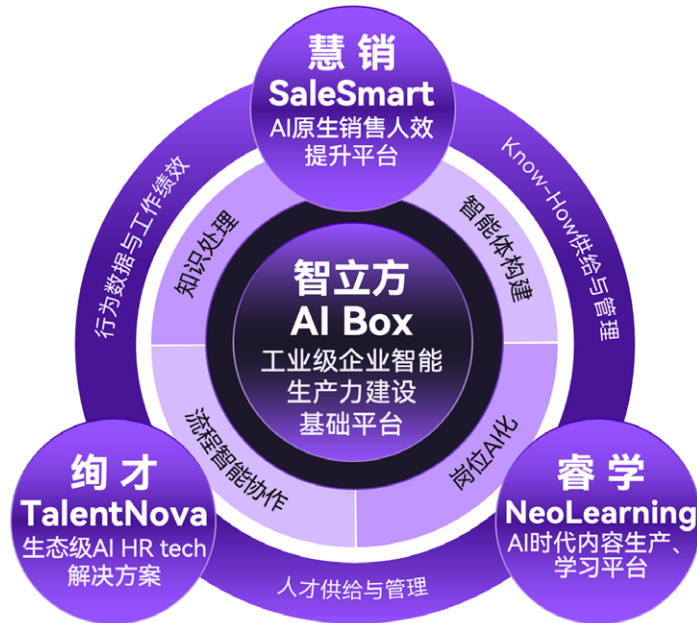 慧 销
SaleSmart
AI原生销售人效
提升平台
行为数据与工作绩效
Know-How供给与管理
知识处理
智能体构建
智立方
AI Box
工业级企业智能
生产力建设
基础平台
流程智能协作
岗位AI化
绚 才
TalentNova
生态级AI HR tech
解决方案
睿 学
NeoLearning
AI时代内容生产、
学习平台
人才供给与管理